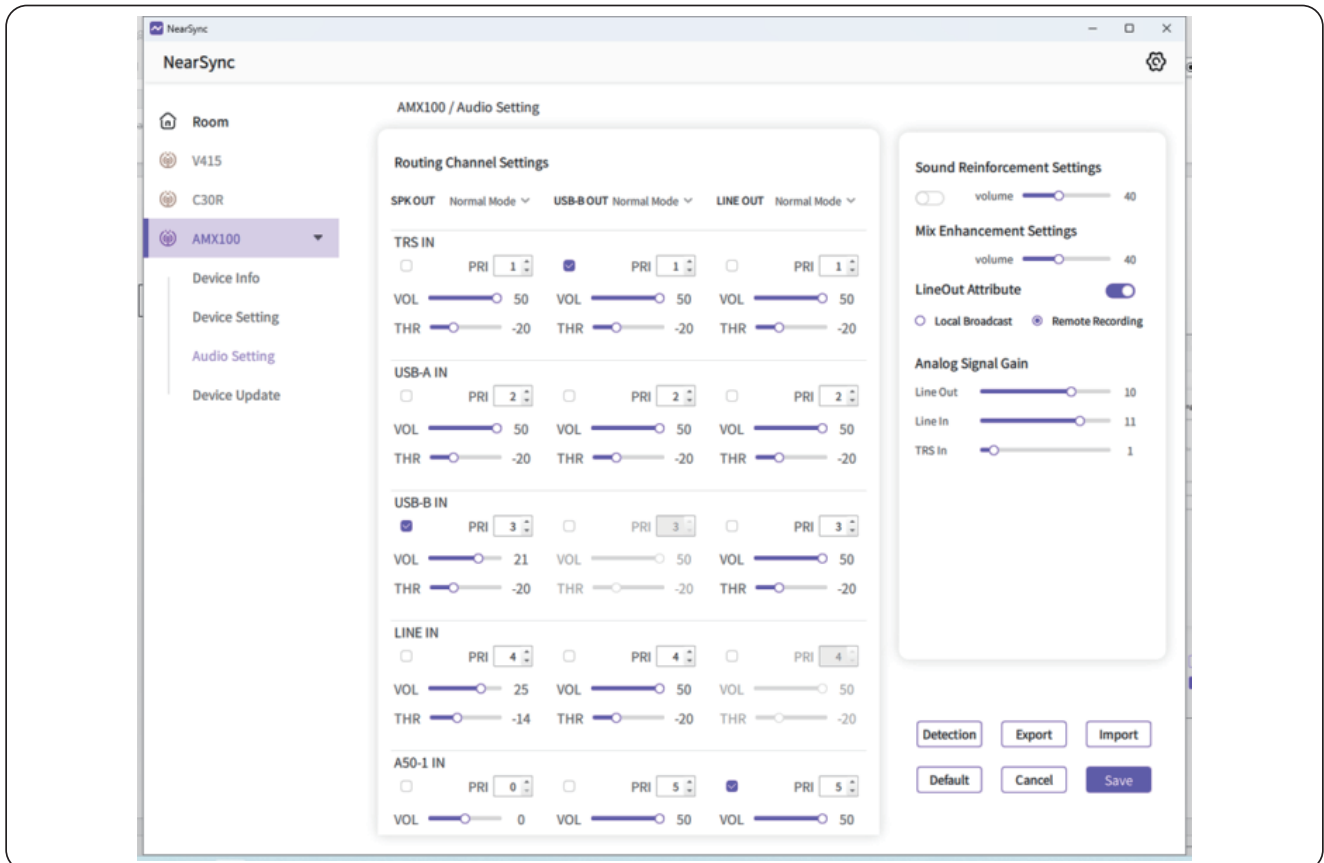 NearSync
NearSync
Room
V415
C30R
AMX100
Device Info
Device Setting
Audio Setting
Device Update
AMX100 / Audio Setting
Routing Channel Settings
SPK OUT Normal Mode USB-B OUT Normal Mode LINE OUT Normal Mode
TRS IN
PRI 1 PRI 1 PRI 1
VOL 50 VOL 50 VOL 50
THR -20 THR -20 THR -20
USB-A IN
PRI 2 PRI 2 PRI 2
VOL 50 VOL 50 VOL 50
THR -20 THR -20 THR -20
USB-B IN
PRI 3 PRI 3 PRI 3
VOL 21 VOL 50 VOL 50
THR -20 THR -20 THR -20
LINE IN
PRI 4 PRI 4 PRI 4
VOL 25 VOL 50 VOL 50
THR -14 THR -20 THR -20
A50-1 IN
PRI 0 PRI 5 PRI 5
VOL 0 VOL 50 VOL 50
Sound Reinforcement Settings
volume 40
Mix Enhancement Settings
volume 40
LineOut Attribute
Local Broadcast Remote Recording
Analog Signal Gain
Line Out 10
Line In 11
TRS In 1
Detection Export Import
Default Cancel Save